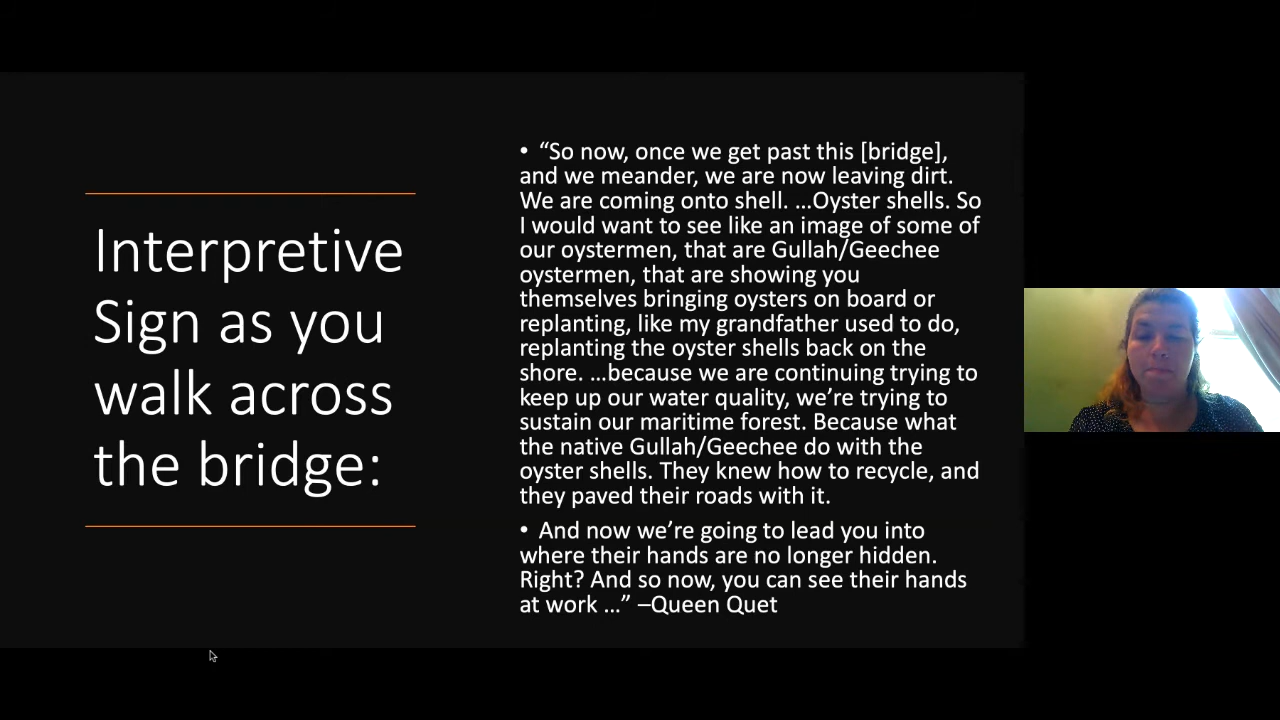 Interpretive
Sign as you
walk across
the bridge:
• “So now, once we get past this [bridge],
and we meander, we are now leaving dirt.
We are coming onto shell. ...Oyster shells. So
I would want to see like an image of some of
our oystermen, that are Gullah/Geechee
oystermen, that are showing you
themselves bringing oysters on board or
replanting, like my grandfather used to do,
replanting the oyster shells back on the
shore. ...because we are continuing trying to
keep up our water quality, we’re trying to
sustain our maritime forest. Because what
the native Gullah/Geechee do with the
oyster shells. They knew how to recycle, and
they paved their roads with it.
• And now we’re going to lead you into
where their hands are no longer hidden.
Right? And so now, you can see their hands
at work ...” –Queen Quet